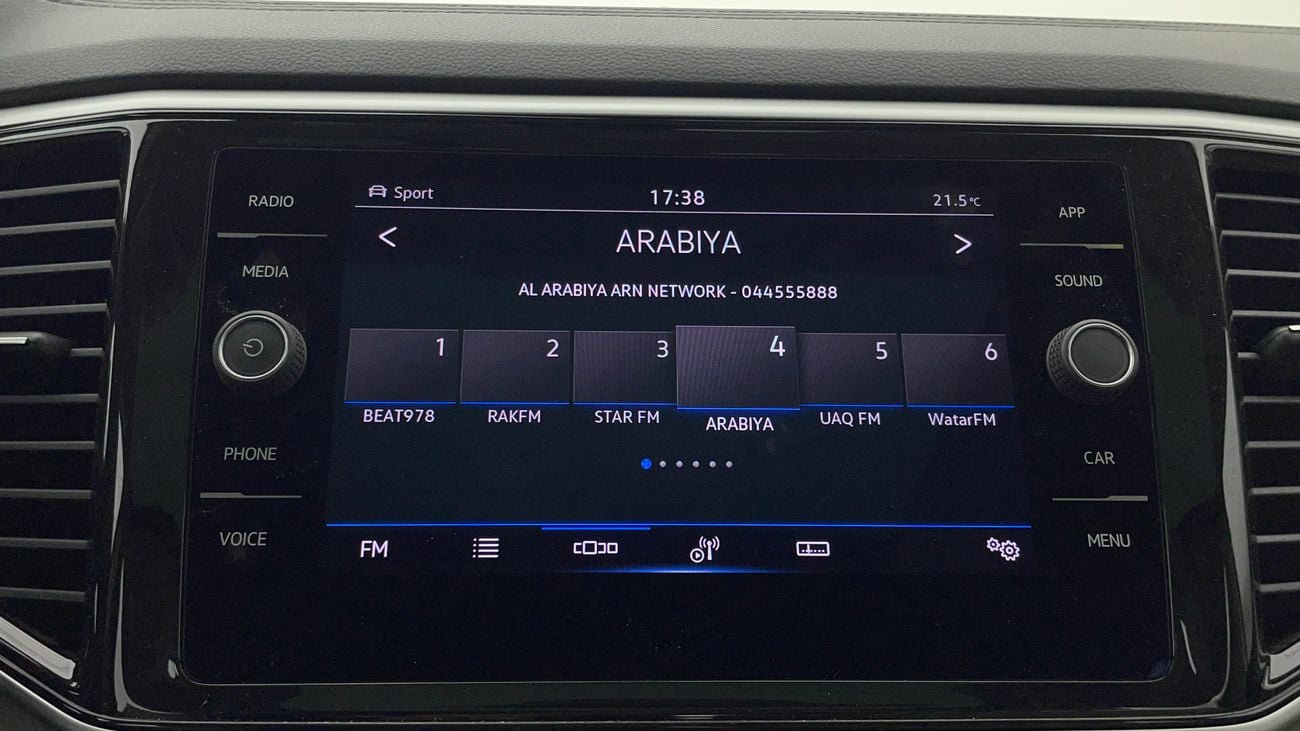 RADIO
MEDIA
PHONE
VOICE
Sport
17:38
21.5°C
< ARABIYA >
AL ARABIYA ARN NETWORK - 044555888
1 2 3 4 5 6
BEAT978 RAKFM STAR FM ARABIYA UAQ FM WatarFM
FM
APP
SOUND
CAR
MENU